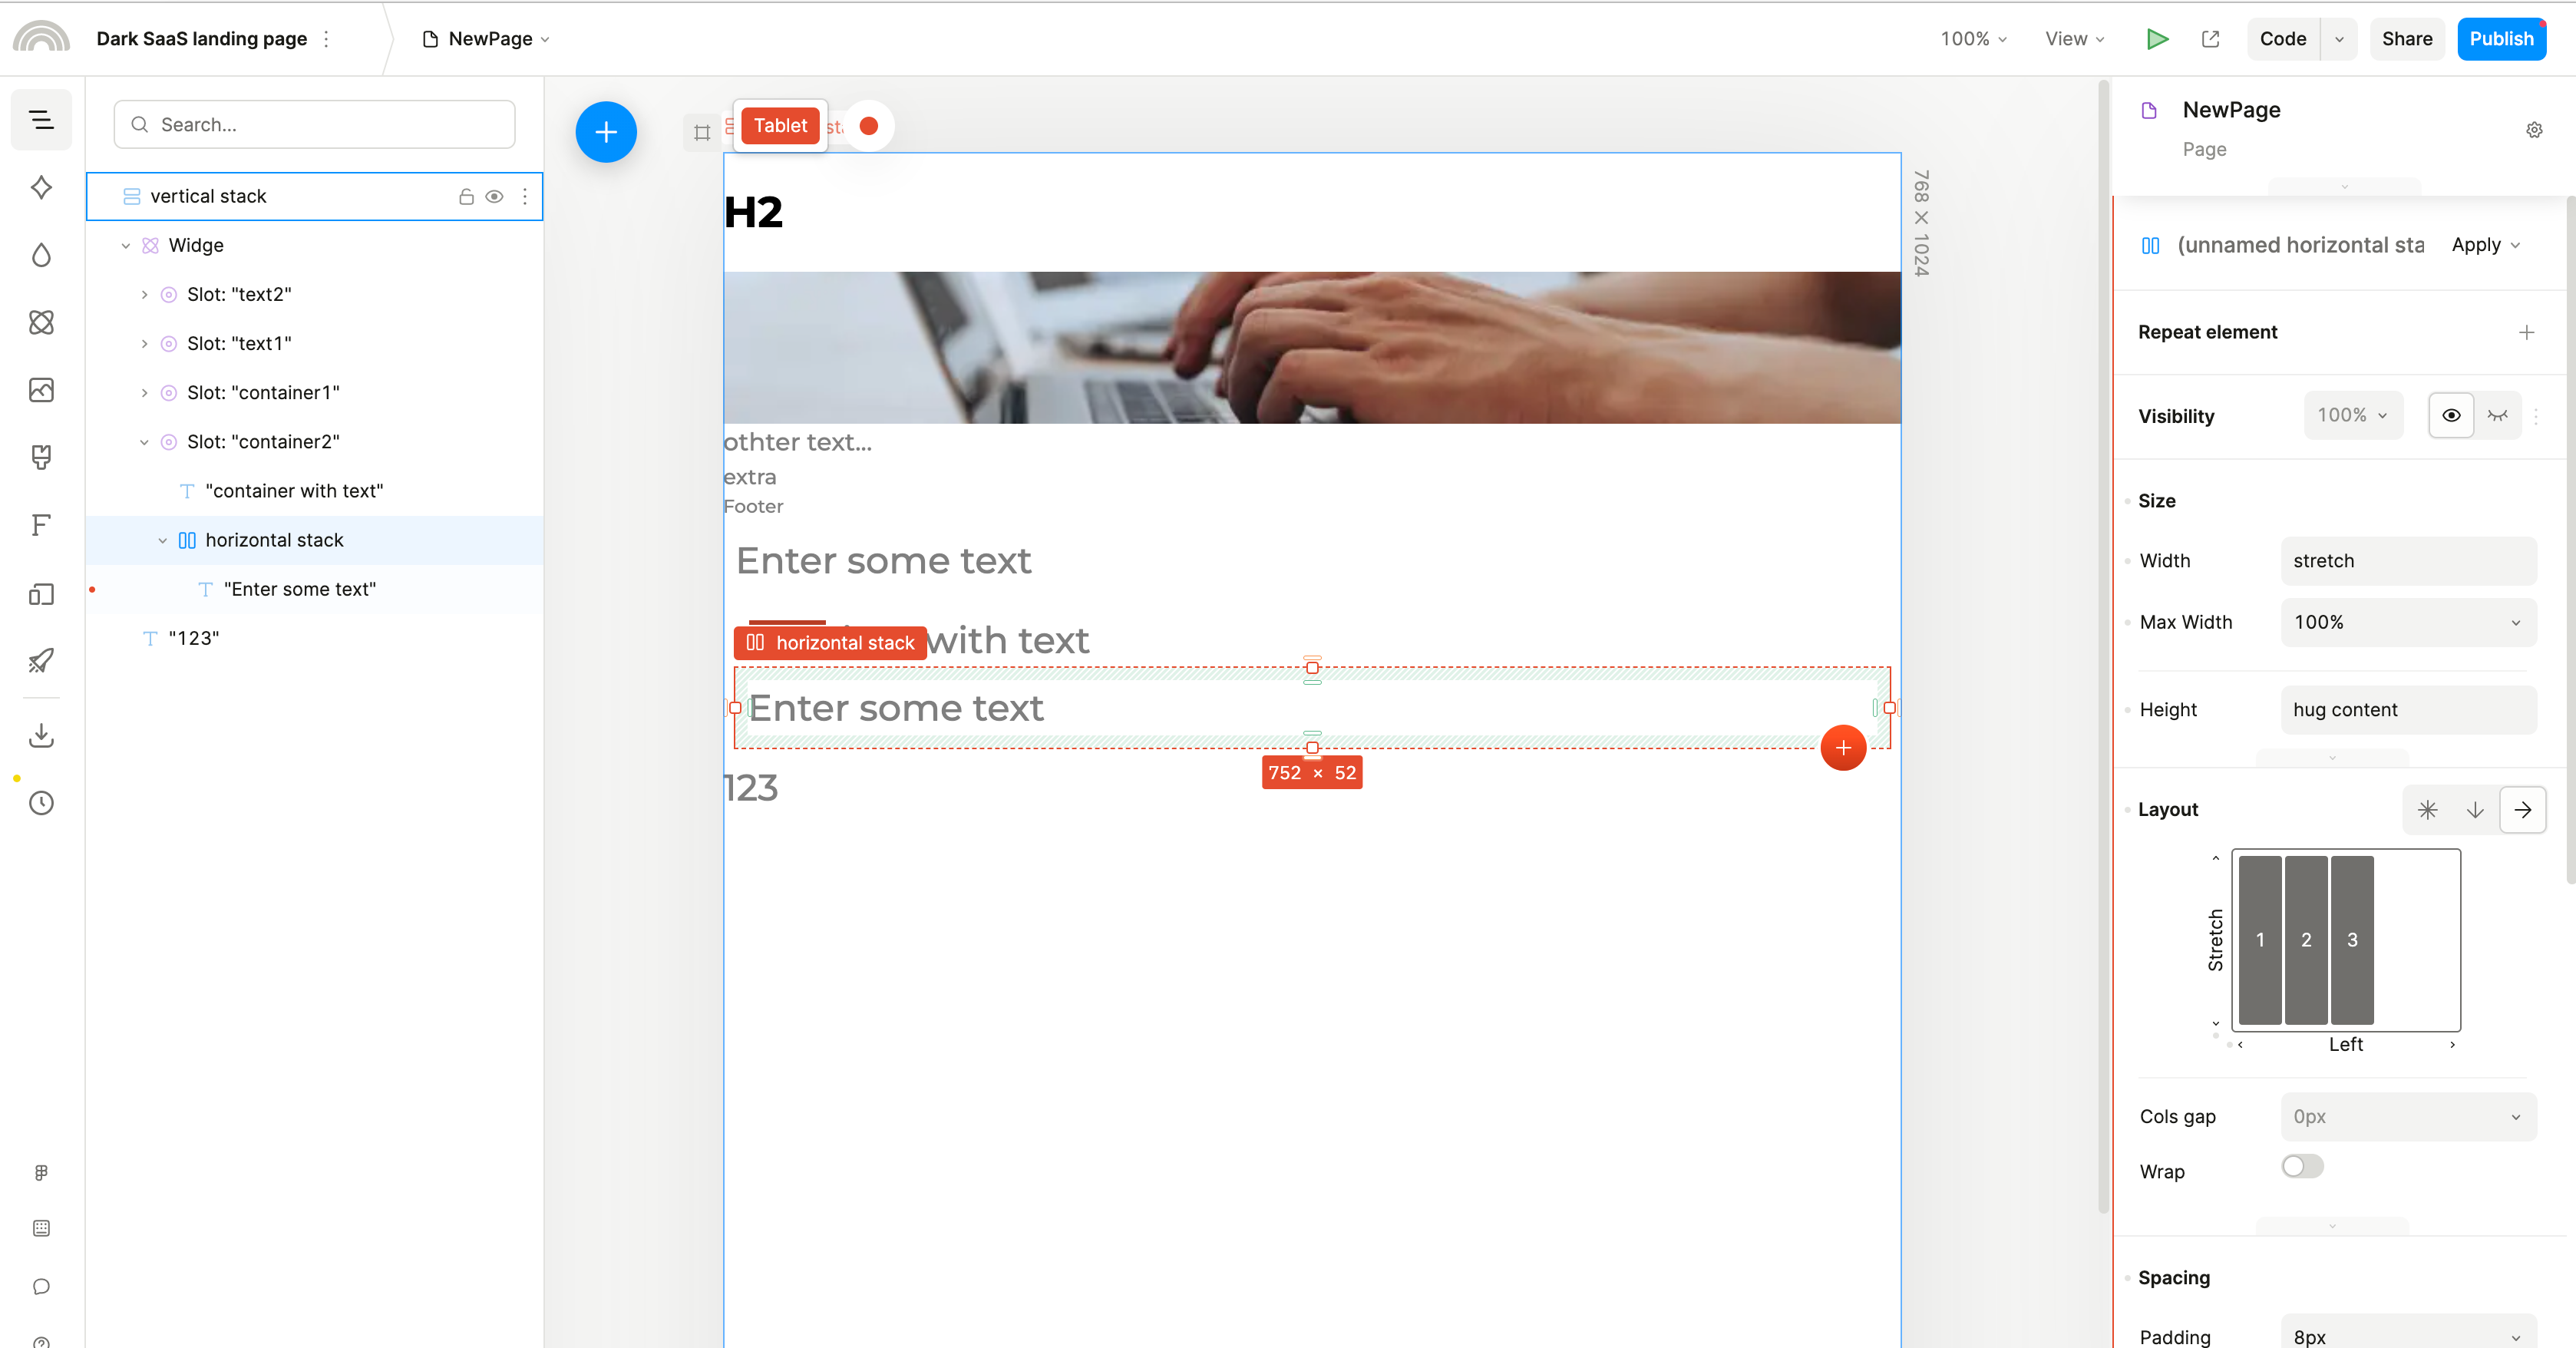 Dark SaaS landing page
NewPage
100%
View
Code
Share
Publish
Search...
vertical stack
Widge
Slot: "text2"
Slot: "text1"
Slot: "container1"
Slot: "container2"
"container with text"
horizontal stack
"Enter some text"
"123"
Tablet
768 × 1024
H2
othter text...
extra
Footer
Enter some text
with text
horizontal stack
Enter some text
752 × 52
123
NewPage
Page
(unnamed horizontal sta
Apply
Repeat element
Visibility
100%
Size
Width
stretch
Max Width
100%
Height
hug content
Layout
Stretch
1
2
3
Left
Cols gap
0px
Wrap
Spacing
Padding
8px